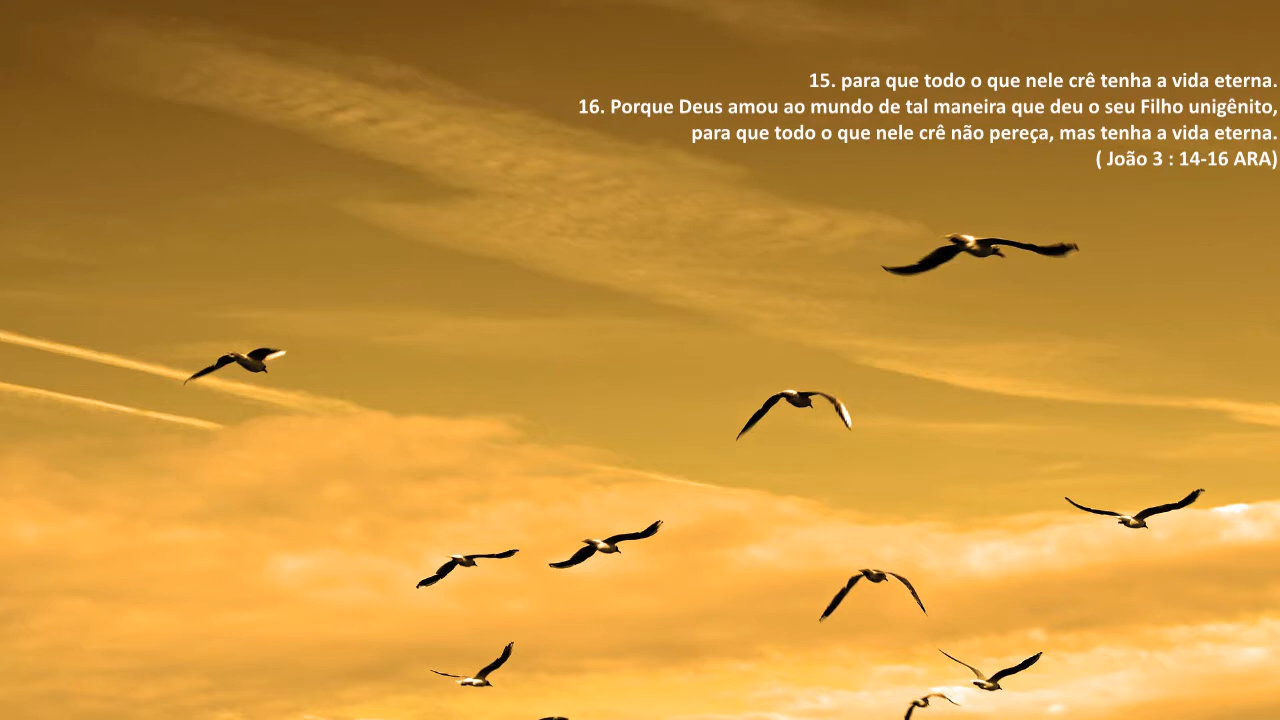 15. para que todo o que nele crê tenha a vida eterna.
16. Porque Deus amou ao mundo de tal maneira que deu o seu Filho unigênito,
para que todo o que nele crê não pereça, mas tenha a vida eterna.
( João 3 : 14-16 ARA)